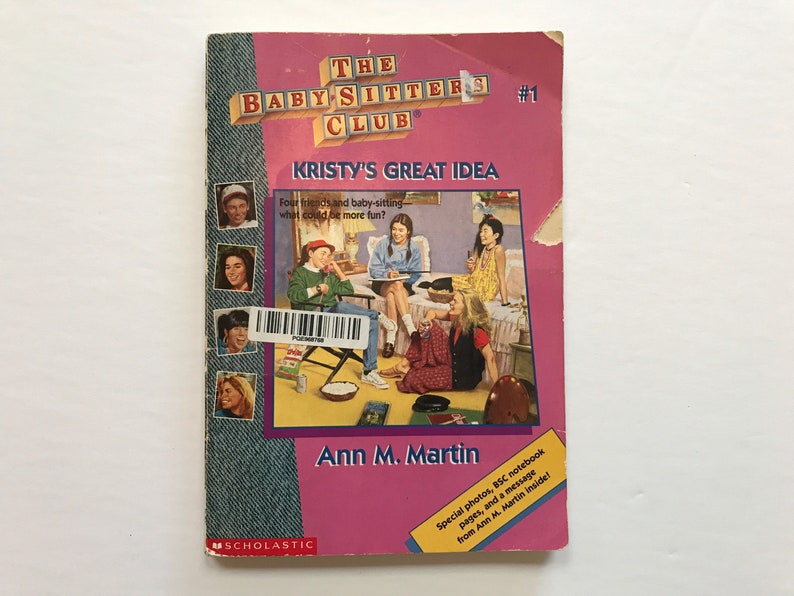 THE
BABY-SITTERS
CLUB®
#1
KRISTY'S GREAT IDEA
Four friends and baby-sitting—
what could be more fun?
PQE968768
Ann M. Martin
Special photos, BSC notebook
pages, and a message
from Ann M. Martin inside!
SCHOLASTIC